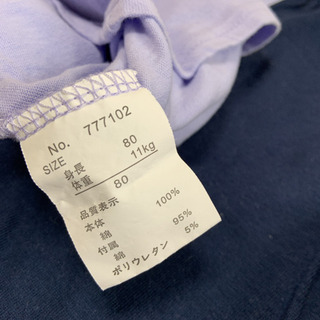 No. 777102
SIZE 80
身長 11kg
体重
80
品質表示
本体 100%
綿 95%
付属 5%
綿
ポリウレタン